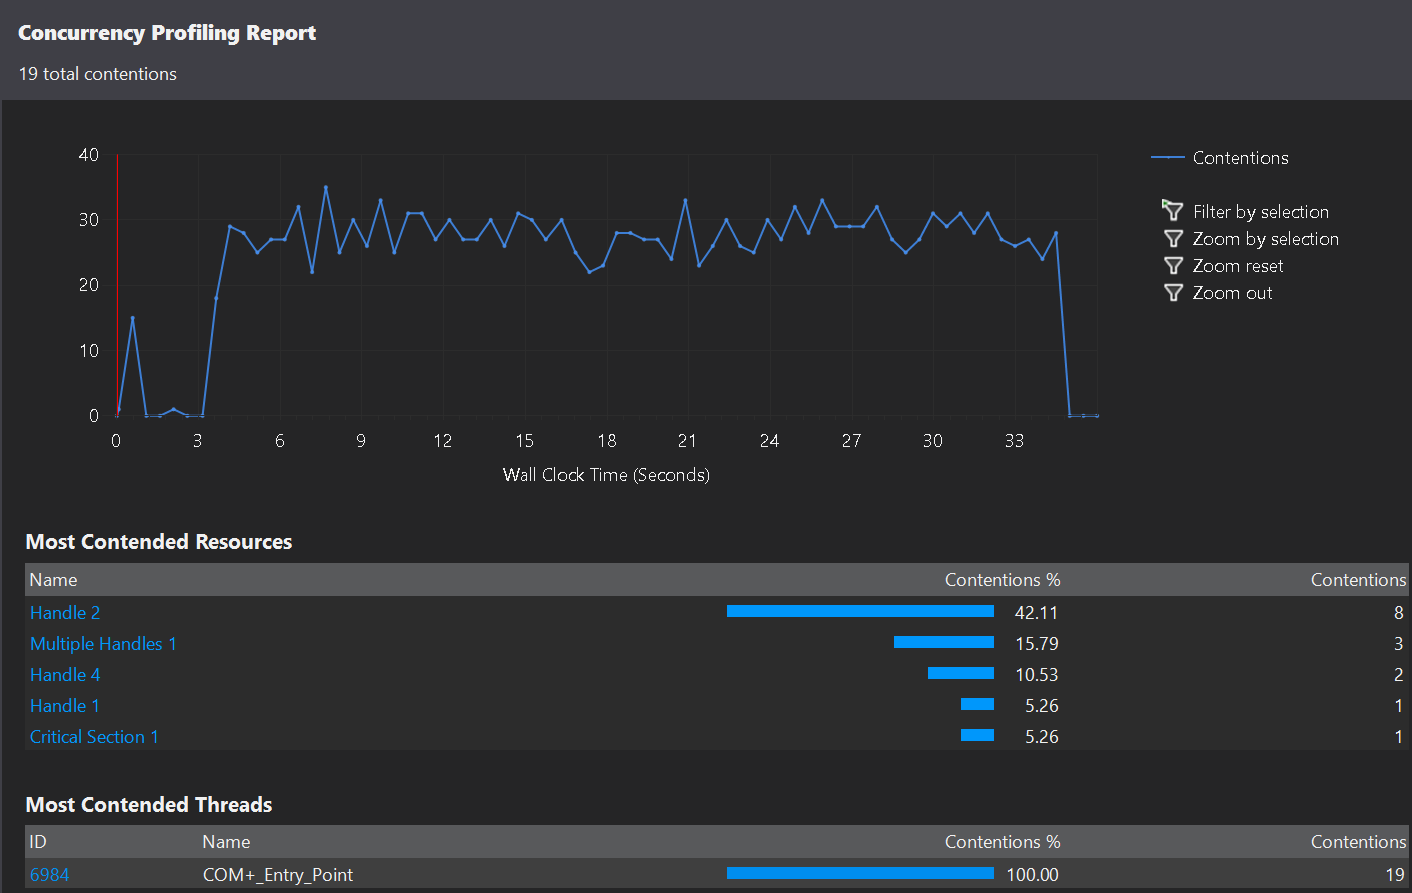 Concurrency Profiling Report
19 total contentions
40
30
20
10
0
0 3 6 9 12 15 18 21 24 27 30 33
Wall Clock Time (Seconds)
Contentions
Filter by selection
Zoom by selection
Zoom reset
Zoom out
Most Contended Resources
Name Contentions % Contentions
Handle 2 42.11 8
Multiple Handles 1 15.79 3
Handle 4 10.53 2
Handle 1 5.26 1
Critical Section 1 5.26 1
Most Contended Threads
ID Name Contentions % Contentions
6984 COM+_Entry_Point 100.00 19